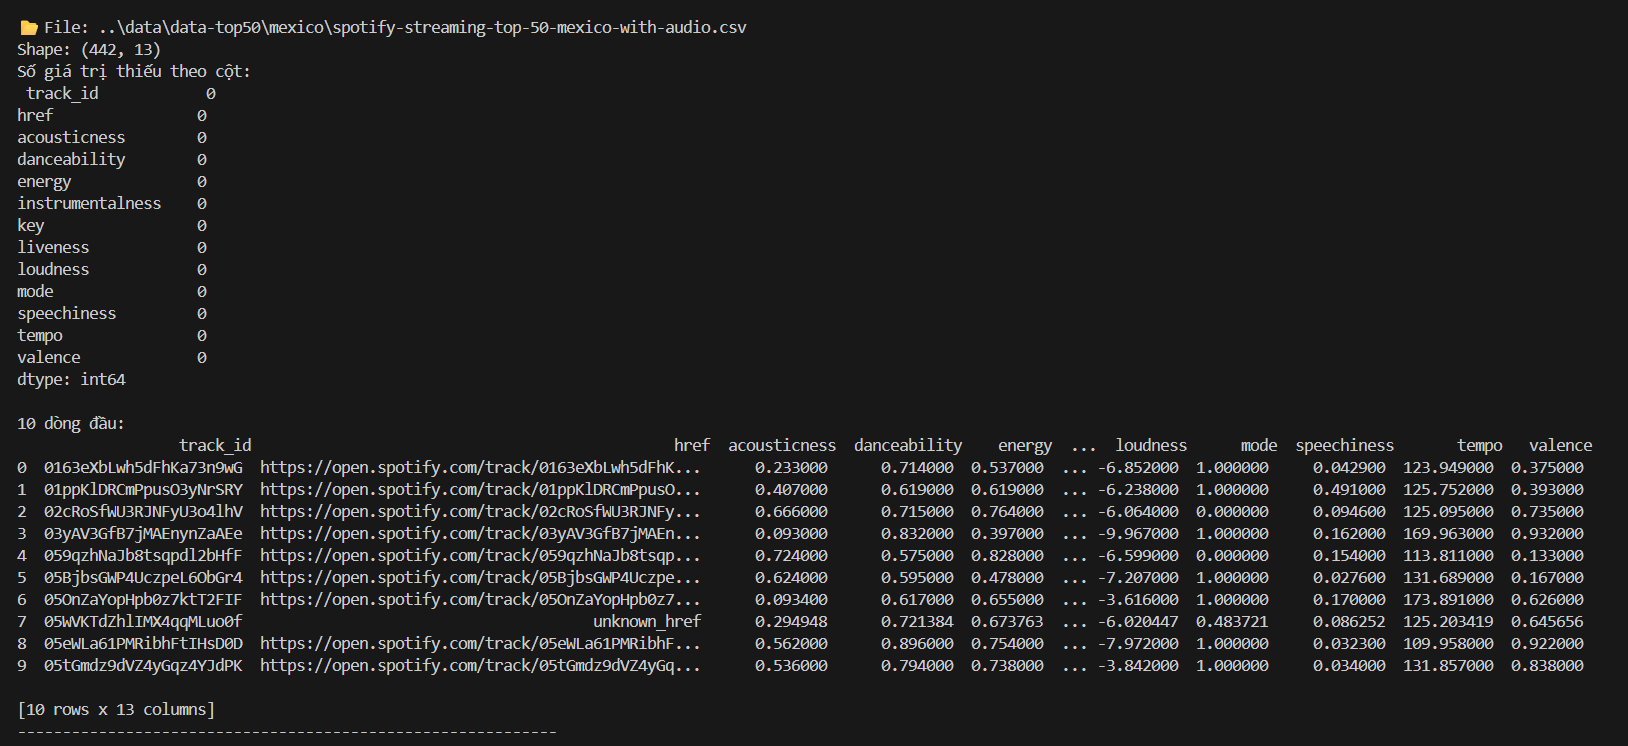 📂 File: ..\data\data-top50\mexico\spotify-streaming-top-50-mexico-with-audio.csv
Shape: (442, 13)
Số giá trị thiếu theo cột:
 track_id            0
href                0
acousticness        0
danceability        0
energy              0
instrumentalness    0
key                 0
liveness            0
loudness            0
mode                0
speechiness         0
tempo               0
valence             0
dtype: int64

10 dòng đầu:
                  track_id                                               href  acousticness  danceability    energy  ...  loudness      mode  speechiness       tempo   valence
0  0163eXbLwh5dFhKa73n9wG  https://open.spotify.com/track/0163eXbLwh5dFhK...      0.233000      0.714000  0.537000  ... -6.852000  1.000000     0.042900  123.949000  0.375000
1  01ppKlDRCmPpusO3yNrSRY  https://open.spotify.com/track/01ppKlDRCmPpusO...      0.407000      0.619000  0.619000  ... -6.238000  1.000000     0.491000  125.752000  0.393000
2  02cRoSfWU3RJNFyU3o4lhV  https://open.spotify.com/track/02cRoSfWU3RJNFy...      0.666000      0.715000  0.764000  ... -6.064000  0.000000     0.094600  125.095000  0.735000
3  03yAV3GfB7jMAEnynZaAEe  https://open.spotify.com/track/03yAV3GfB7jMAEn...      0.093000      0.832000  0.397000  ... -9.967000  1.000000     0.162000  169.963000  0.932000
4  059qzhNaJb8tsqpdl2bHfF  https://open.spotify.com/track/059qzhNaJb8tsqp...      0.724000      0.575000  0.828000  ... -6.599000  0.000000     0.154000  113.811000  0.133000
5  05BjbsGWP4UczpeL6ObGr4  https://open.spotify.com/track/05BjbsGWP4Uczpe...      0.624000      0.595000  0.478000  ... -7.207000  1.000000     0.027600  131.689000  0.167000
6  05OnZaYopHpb0z7ktT2FIF  https://open.spotify.com/track/05OnZaYopHpb0z7...      0.093400      0.617000  0.655000  ... -3.616000  1.000000     0.170000  173.891000  0.626000
7  05WVKTdZhlIMX4qqMLuo0f                                       unknown_href      0.294948      0.721384  0.673763  ... -6.020447  0.483721     0.086252  125.203419  0.645656
8  05eWLa61PMRibhFtIHsD0D  https://open.spotify.com/track/05eWLa61PMRibhF...      0.562000      0.896000  0.754000  ... -7.972000  1.000000     0.032300  109.958000  0.922000
9  05tGmdz9dVZ4yGqz4YJdPK  https://open.spotify.com/track/05tGmdz9dVZ4yGq...      0.536000      0.794000  0.738000  ... -3.842000  1.000000     0.034000  131.857000  0.838000

[10 rows x 13 columns]
------------------------------------------------------------